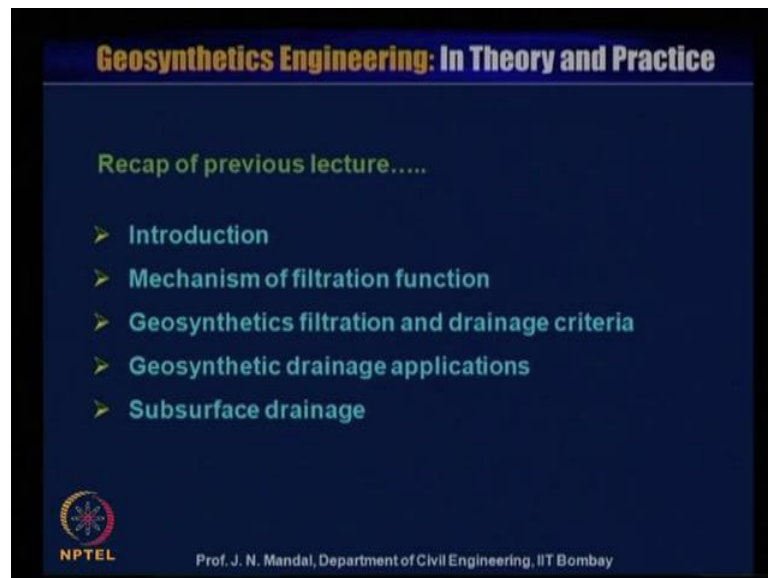 Geosynthetics Engineering: In Theory and Practice
Recap of previous lecture.....
➢ Introduction
➢ Mechanism of filtration function
➢ Geosynthetics filtration and drainage criteria
➢ Geosynthetic drainage applications
➢ Subsurface drainage
NPTEL
Prof. J. N. Mandal, Department of Civil Engineering, IIT Bombay